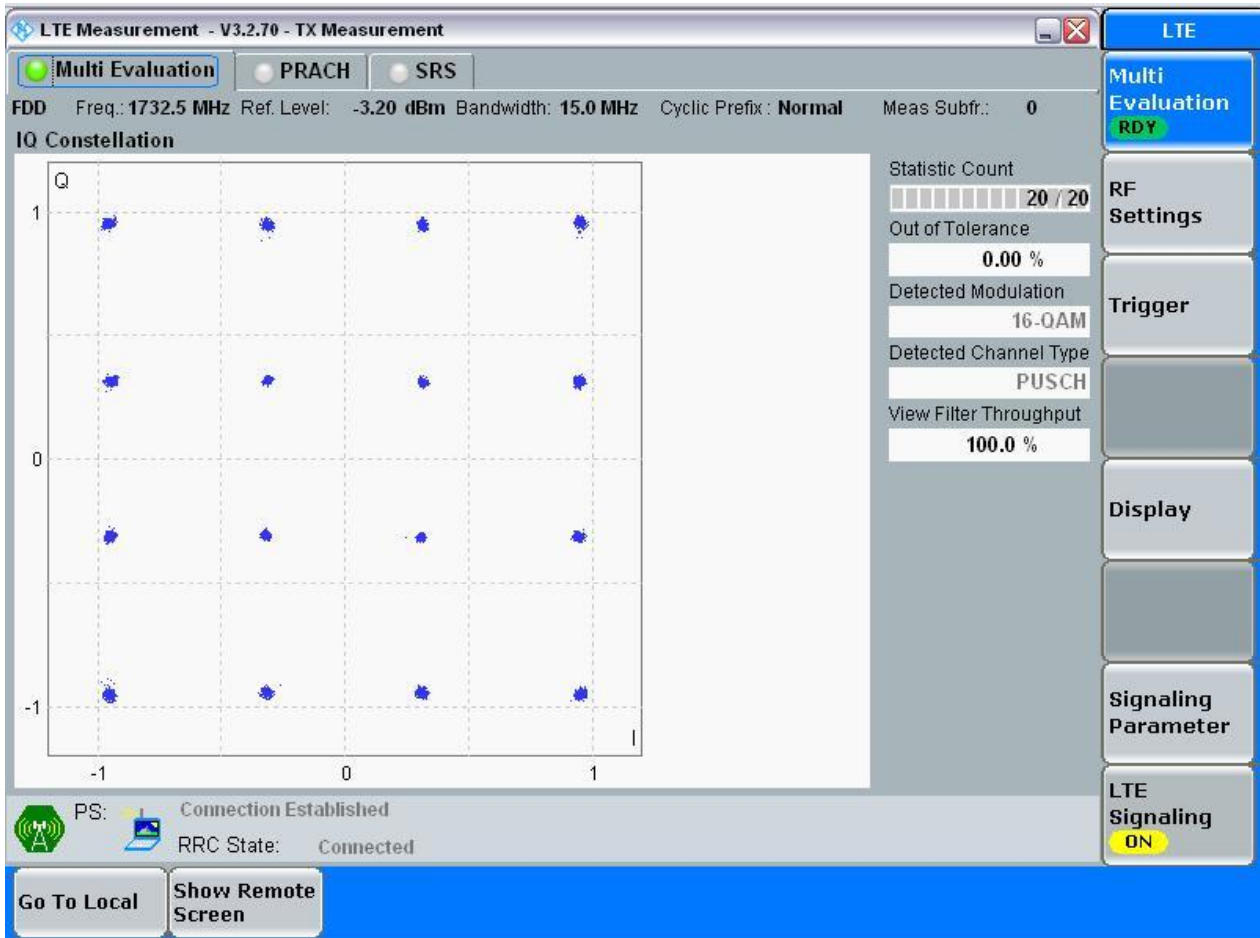 LTE Measurement - V3.2.70 - TX Measurement
LTE
Multi Evaluation PRACH SRS
FDD Freq.: 1732.5 MHz Ref. Level: -3.20 dBm Bandwidth: 15.0 MHz Cyclic Prefix : Normal Meas Subfr.: 0
IQ Constellation
Q
1
0
-1
-1 0 1
I
Statistic Count
20 / 20
Out of Tolerance
0.00 %
Detected Modulation
16-QAM
Detected Channel Type
PUSCH
View Filter Throughput
100.0 %
Multi
Evaluation
RDY
RF
Settings
Trigger
Display
Signaling
Parameter
LTE
Signaling
ON
PS: Connection Established
RRC State: Connected
Go To Local
Show Remote
Screen